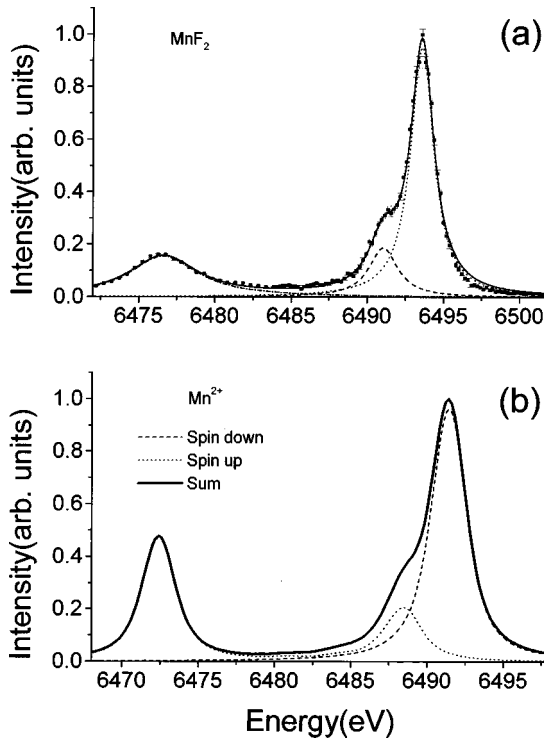 MnF₂
(a)
Intensity(arb. units)
1.0
0.8
0.6
0.4
0.2
0.0
6475 6480 6485 6490 6495 6500
Mn²⁺
(b)
Spin down
Spin up
Sum
Intensity(arb. units)
1.0
0.8
0.6
0.4
0.2
0.0
6470 6475 6480 6485 6490 6495
Energy(eV)